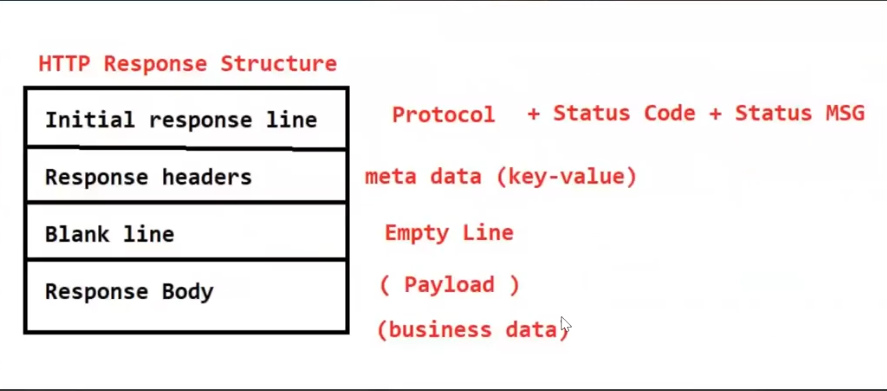 HTTP Response Structure
Initial response line Protocol + Status Code + Status MSG
Response headers meta data (key-value)
Blank line Empty Line
Response Body ( Payload )
(business data)